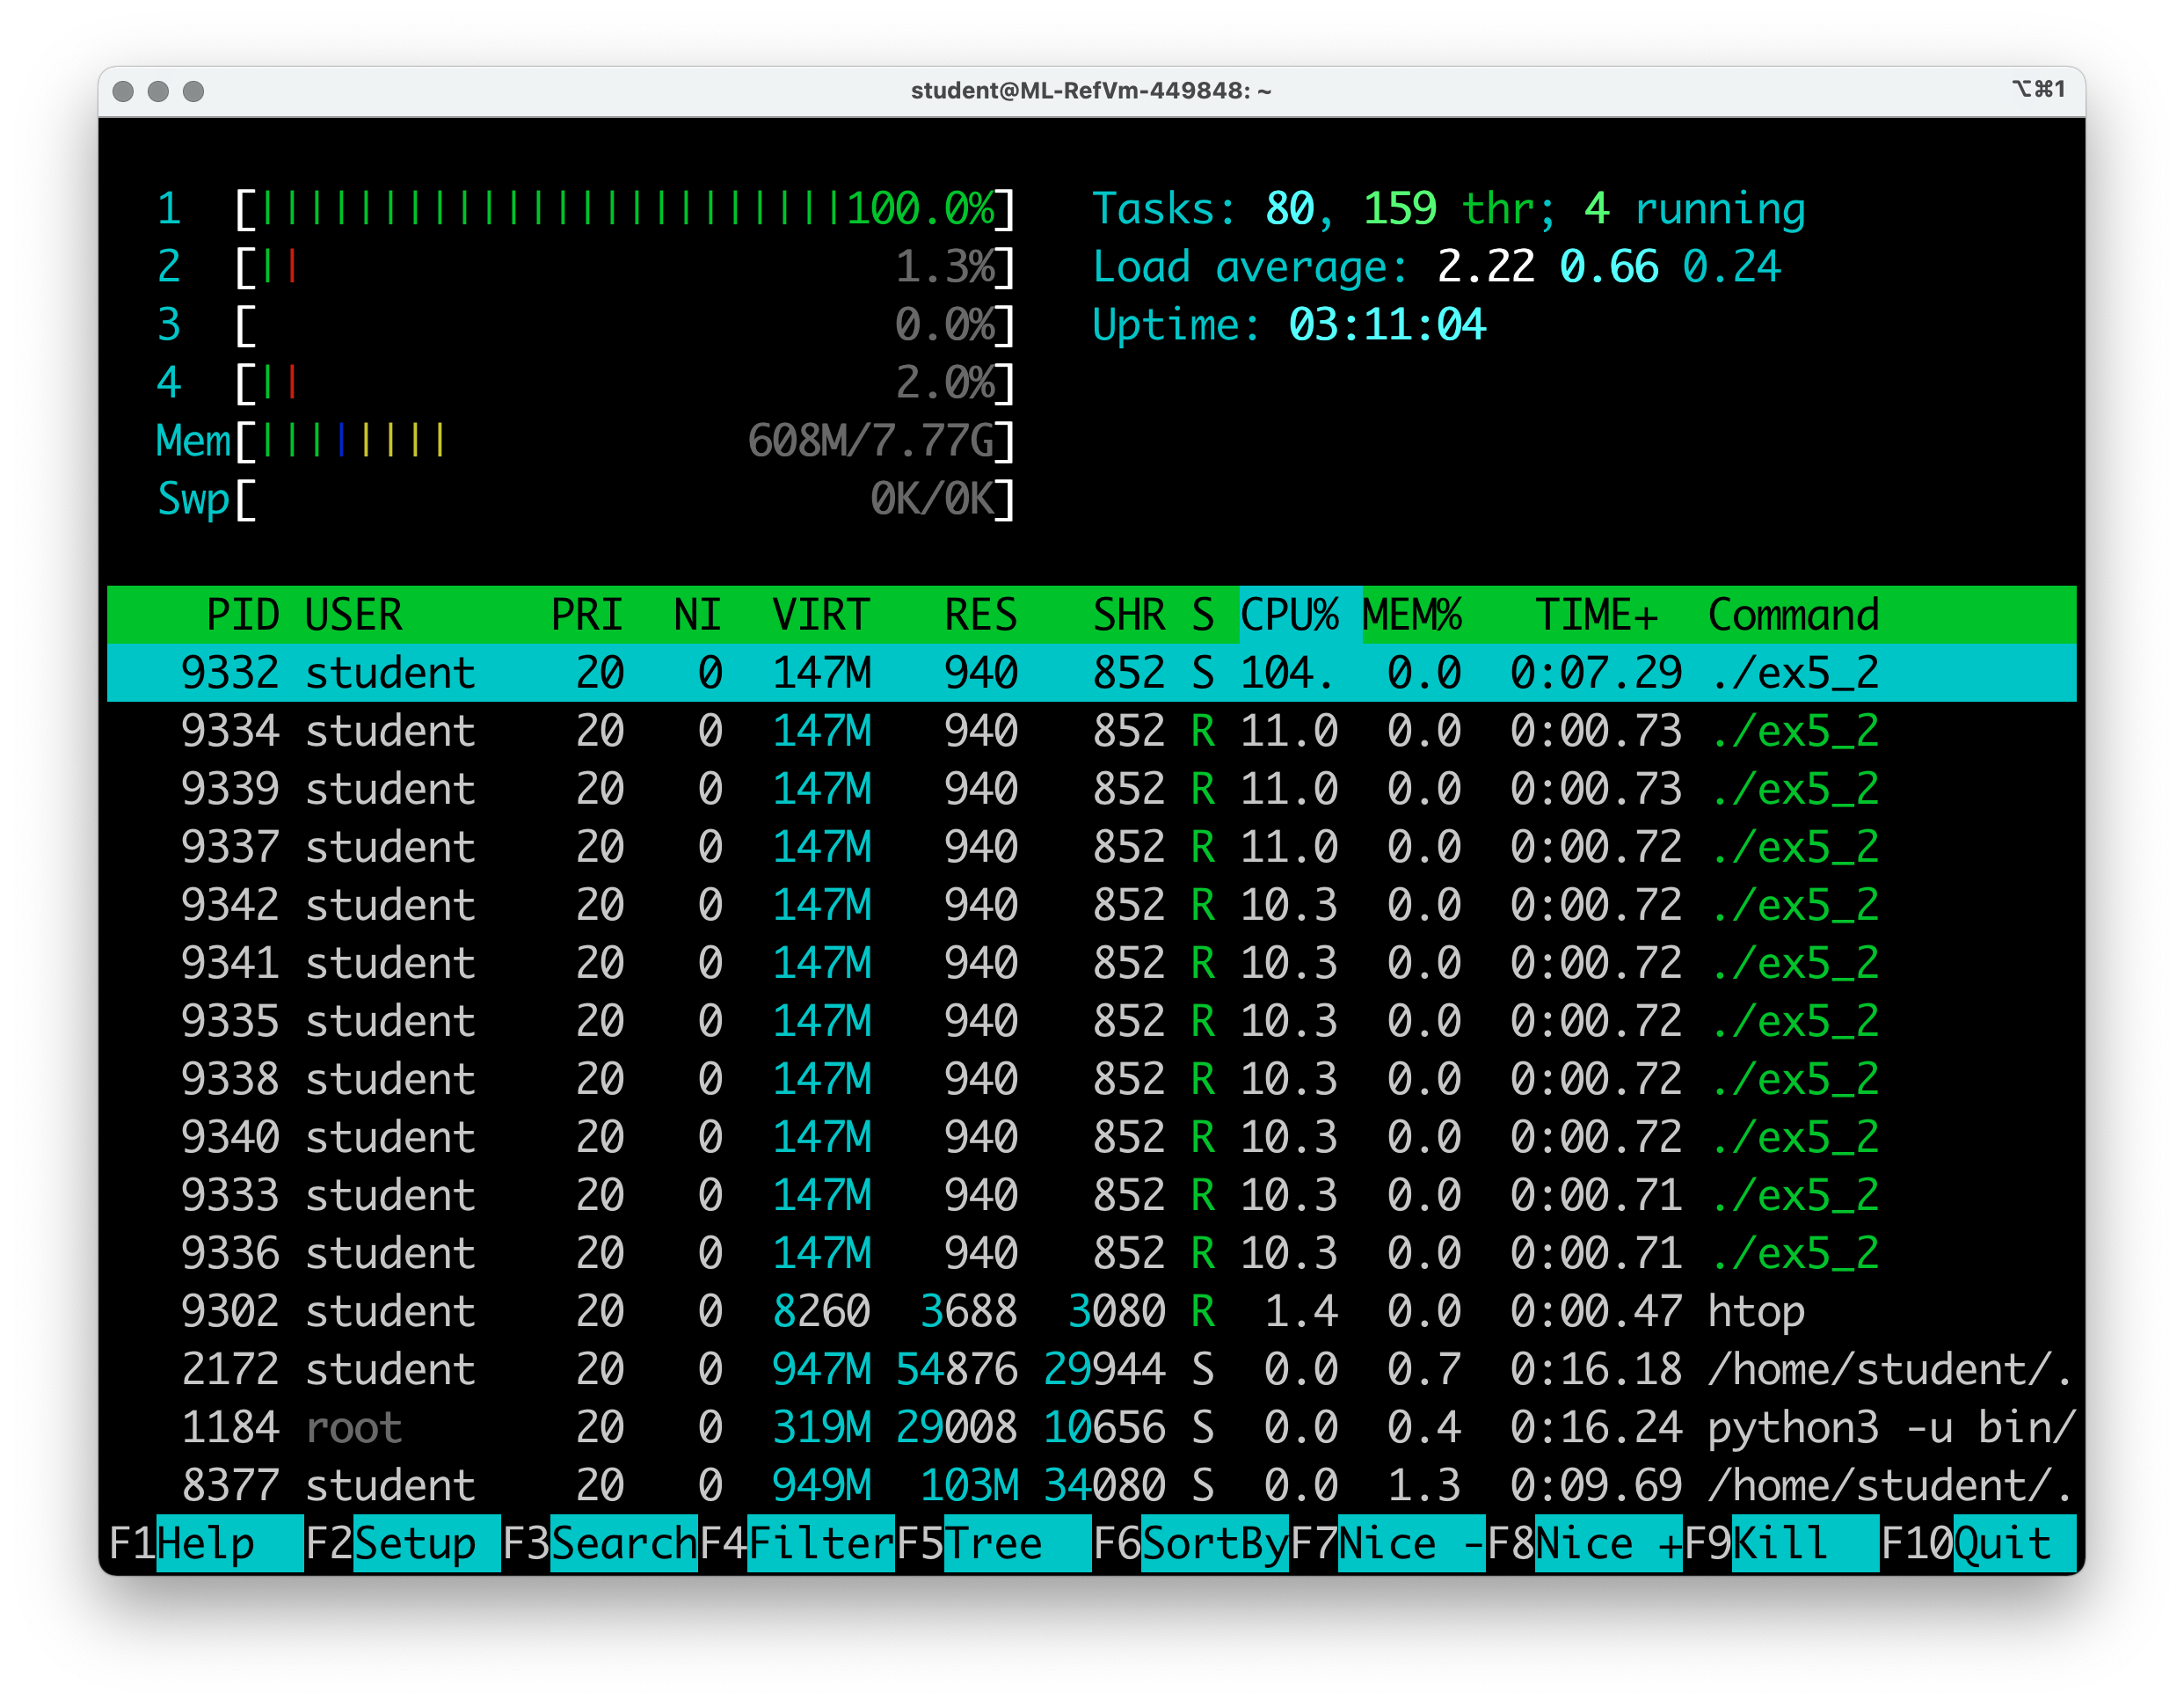 student@ML-RefVm-449848: ~ ⌥⌘1
1 [||||||||||||||||||||||||100.0%] Tasks: 80, 159 thr; 4 running
2 [|| 1.3%] Load average: 2.22 0.66 0.24
3 [ 0.0%] Uptime: 03:11:04
4 [|| 2.0%]
Mem[|||||||| 608M/7.77G]
Swp[ 0K/0K]
PID USER PRI NI VIRT RES SHR S CPU% MEM% TIME+ Command
9332 student 20 0 147M 940 852 S 104. 0.0 0:07.29 ./ex5_2
9334 student 20 0 147M 940 852 R 11.0 0.0 0:00.73 ./ex5_2
9339 student 20 0 147M 940 852 R 11.0 0.0 0:00.73 ./ex5_2
9337 student 20 0 147M 940 852 R 11.0 0.0 0:00.72 ./ex5_2
9342 student 20 0 147M 940 852 R 10.3 0.0 0:00.72 ./ex5_2
9341 student 20 0 147M 940 852 R 10.3 0.0 0:00.72 ./ex5_2
9335 student 20 0 147M 940 852 R 10.3 0.0 0:00.72 ./ex5_2
9338 student 20 0 147M 940 852 R 10.3 0.0 0:00.72 ./ex5_2
9340 student 20 0 147M 940 852 R 10.3 0.0 0:00.72 ./ex5_2
9333 student 20 0 147M 940 852 R 10.3 0.0 0:00.71 ./ex5_2
9336 student 20 0 147M 940 852 R 10.3 0.0 0:00.71 ./ex5_2
9302 student 20 0 8260 3688 3080 R 1.4 0.0 0:00.47 htop
2172 student 20 0 947M 54876 29944 S 0.0 0.7 0:16.18 /home/student/.
1184 root 20 0 319M 29008 10656 S 0.0 0.4 0:16.24 python3 -u bin/
8377 student 20 0 949M 103M 34080 S 0.0 1.3 0:09.69 /home/student/.
F1Help F2Setup F3SearchF4FilterF5Tree F6SortByF7Nice -F8Nice +F9Kill F10Quit